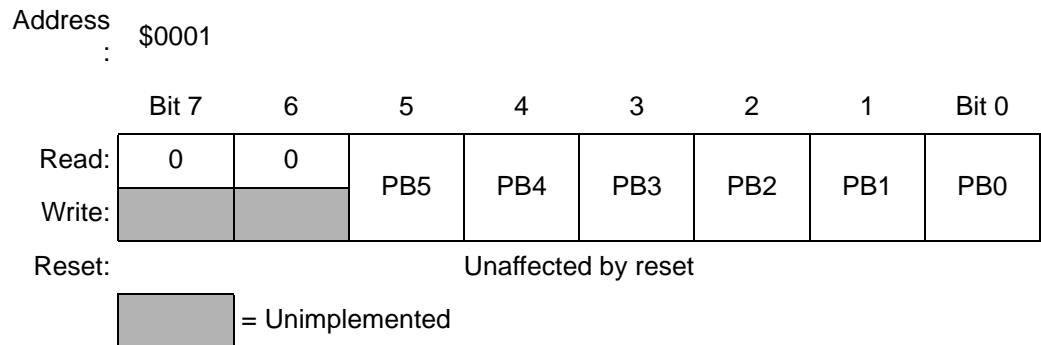 Address
: $0001
Bit 7 6 5 4 3 2 1 Bit 0
Read: 0 0 PB5 PB4 PB3 PB2 PB1 PB0
Write:
Reset: Unaffected by reset
= Unimplemented